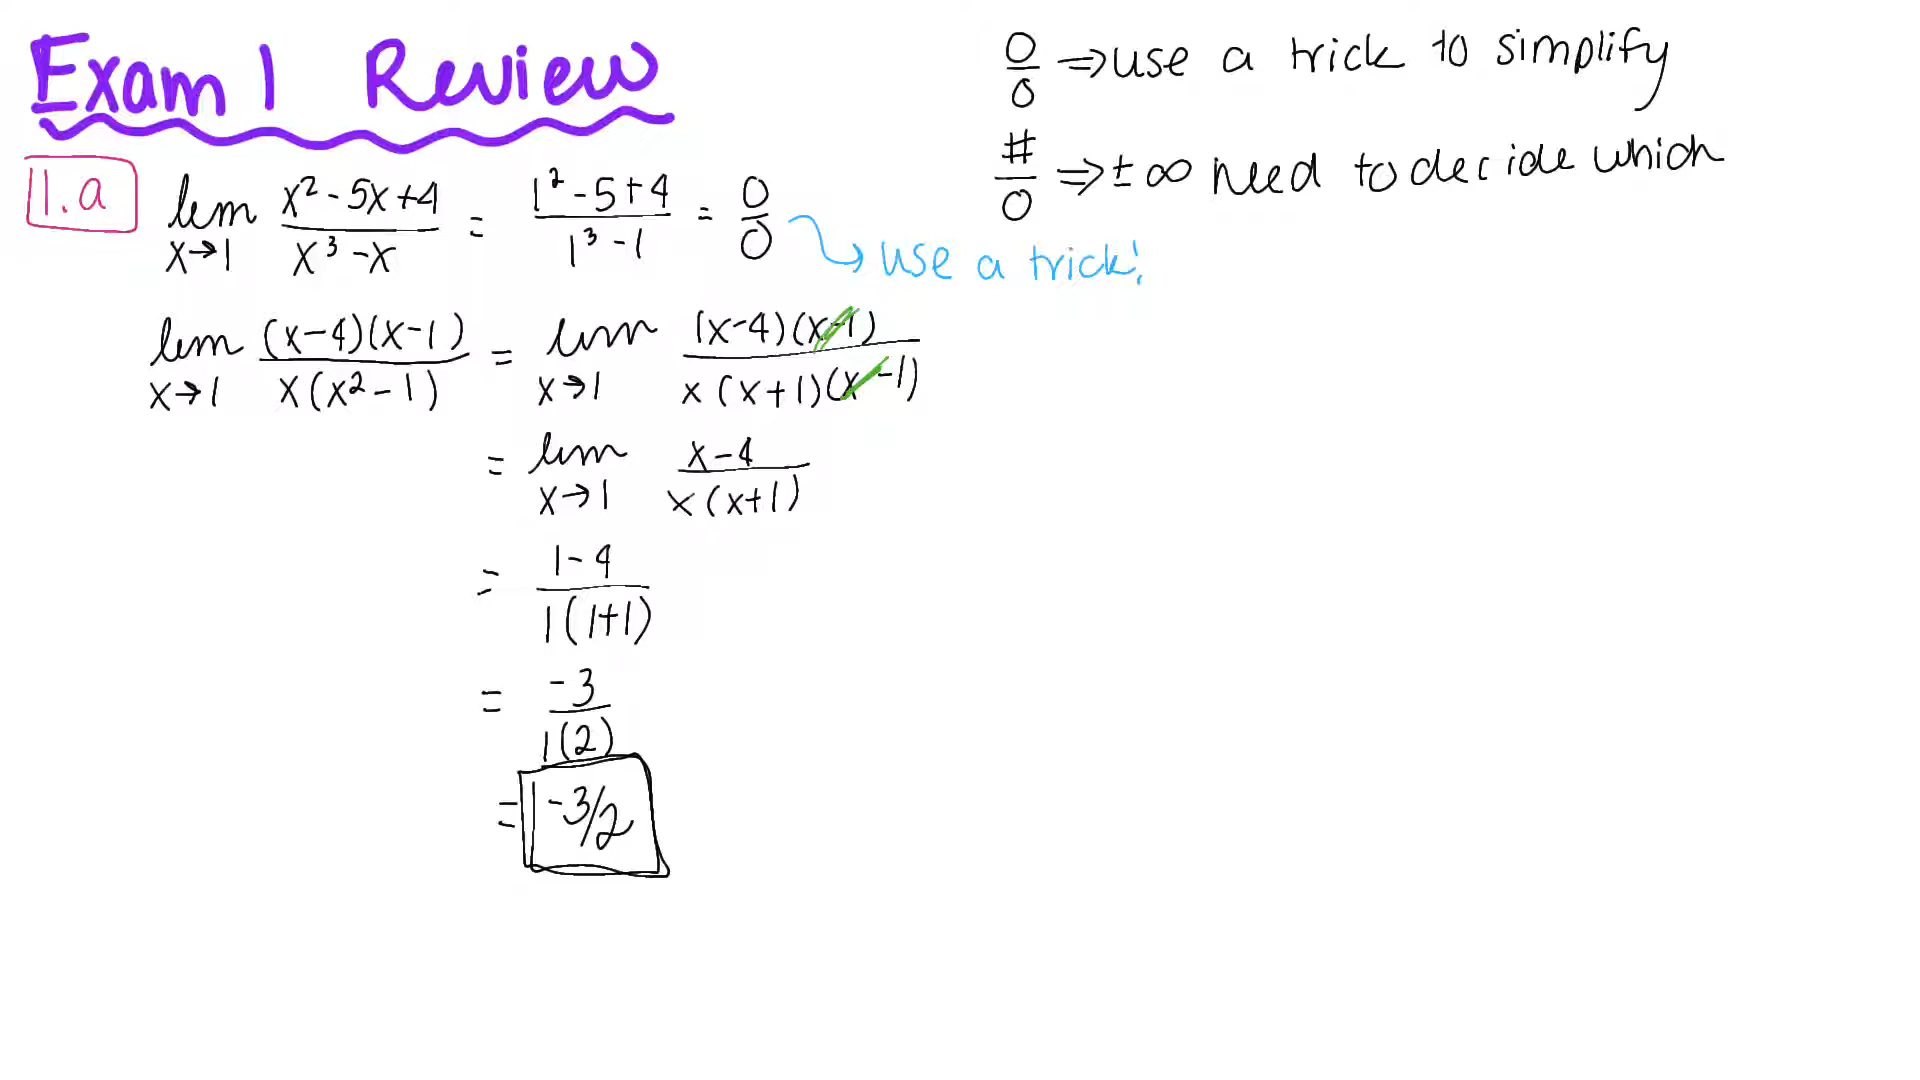 Exam 1 Review
0/0 ⇒ use a trick to simplify
#/0 ⇒ ± ∞ need to decide which
1.a lim x→1 (x² - 5x + 4)/(x³ - x) = (1² - 5 + 4)/(1³ - 1) = 0/0
use a trick!
lim x→1 (x-4)(x-1)/x(x² - 1) = lim x→1 (x-4)(x-1)/x(x+1)(x-1)
= lim x→1 x-4/x(x+1)
= 1-4/1(1+1)
= -3/1(2)
= -3/2